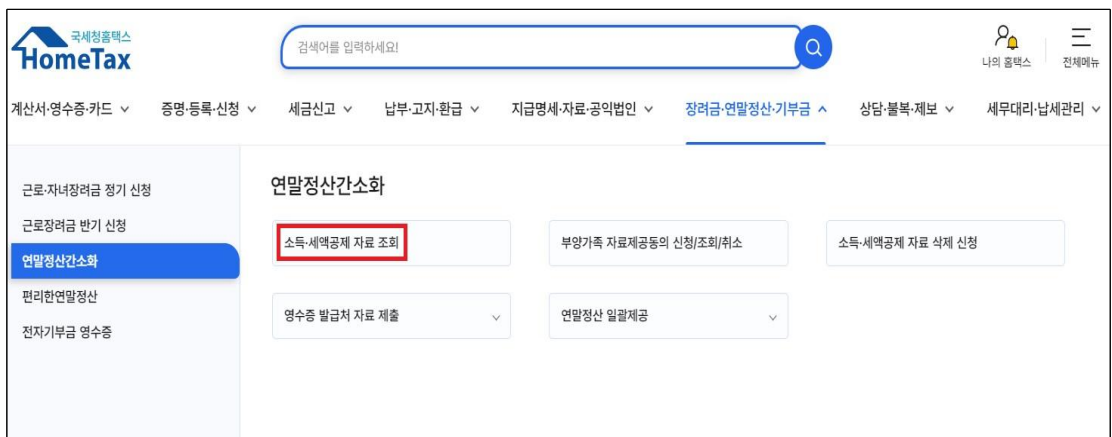 국세청홈택스
HomeTax
검색어를 입력하세요!
나의 홈택스
전체메뉴
계산서·영수증·카드
증명·등록·신청
세금신고
납부·고지·환급
지급명세·자료·공익법인
장려금·연말정산·기부금
상담·불복·제보
세무대리·납세관리
근로·자녀장려금 정기 신청
근로장려금 반기 신청
연말정산간소화
편리한연말정산
전자기부금 영수증
연말정산간소화
소득·세액공제 자료 조회
부양가족 자료제공동의 신청/조회/취소
소득·세액공제 자료 삭제 신청
영수증 발급처 자료 제출
연말정산 일괄제공